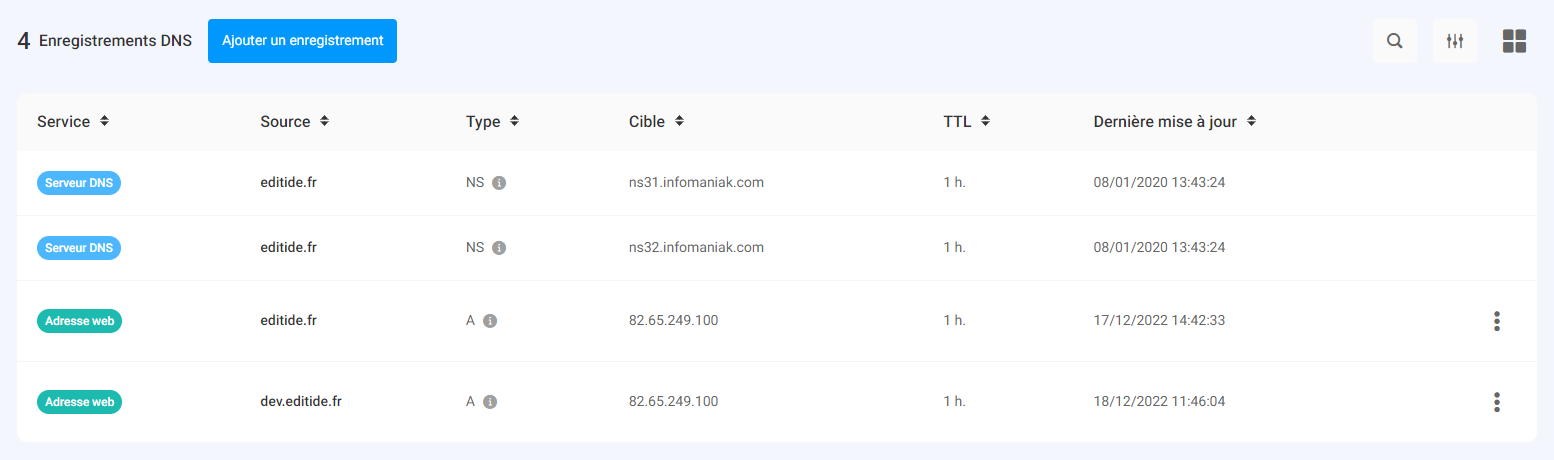 4 Enregistrements DNS Ajouter un enregistrement
Service Source Type Cible TTL Dernière mise à jour
Serveur DNS editide.fr NS ns31.infomaniak.com 1 h. 08/01/2020 13:43:24
Serveur DNS editide.fr NS ns32.infomaniak.com 1 h. 08/01/2020 13:43:24
Adresse web editide.fr A 82.65.249.100 1 h. 17/12/2022 14:42:33
Adresse web dev.editide.fr A 82.65.249.100 1 h. 18/12/2022 11:46:04